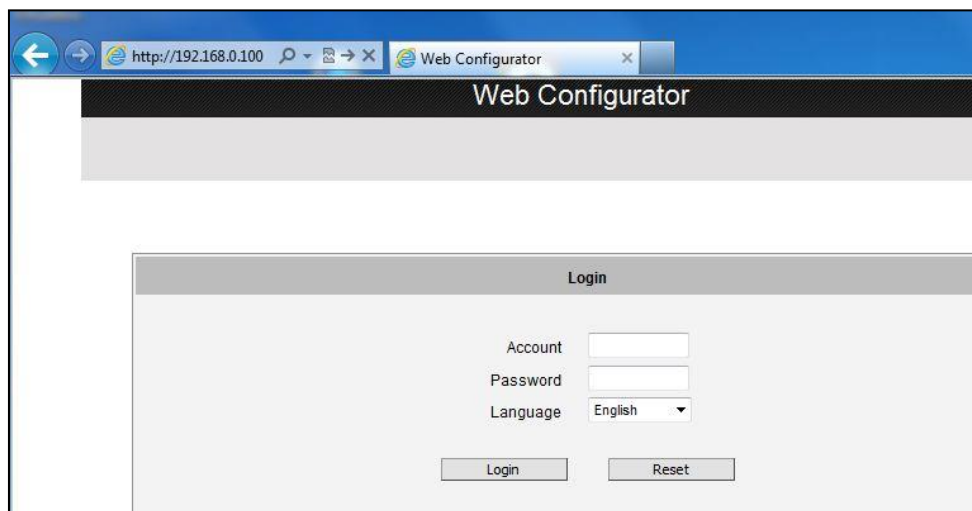 http://192.168.0.100
Web Configurator
Web Configurator
Login
Account
Password
Language English
Login Reset